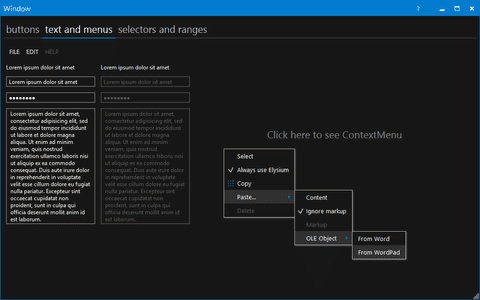 Window
?
buttons text and menus selectors and ranges
FILE EDIT HELP
Lorem ipsum dolor sit amet
Lorem ipsum dolor sit amet
Lorem ipsum dolor sit amet
Lorem ipsum dolor sit amet
●●●●●●●●
●●●●●●●●
Lorem ipsum dolor sit amet,
consectetur adipisicing elit, sed
do eiusmod tempor incididunt
ut labore et dolore magna
aliqua. Ut enim ad minim
veniam, quis nostrud
exercitation ullamco laboris nisi
ut aliquip ex ea commodo
consequat. Duis aute irure dolor
in reprehenderit in voluptate
velit esse cillum dolore eu fugiat
nulla pariatur. Excepteur sint
occaecat cupidatat non
proident, sunt in culpa qui
officia deserunt mollit anim id
est laborum.
Lorem ipsum dolor sit amet,
consectetur adipisicing elit, sed
do eiusmod tempor incididunt
ut labore et dolore magna
aliqua. Ut enim ad minim
veniam, quis nostrud
exercitation ullamco laboris nisi
ut aliquip ex ea commodo
consequat. Duis aute irure dolor
in reprehenderit in voluptate
velit esse cillum dolore eu fugiat
nulla pariatur. Excepteur sint
occaecat cupidatat non
proident, sunt in culpa qui
officia deserunt mollit anim id
est laborum.
Click here to see ContextMenu
Select
Always use Elysium
Copy
Paste...
Delete
Content
Ignore markup
Markup
OLE Object
From Word
From WordPad